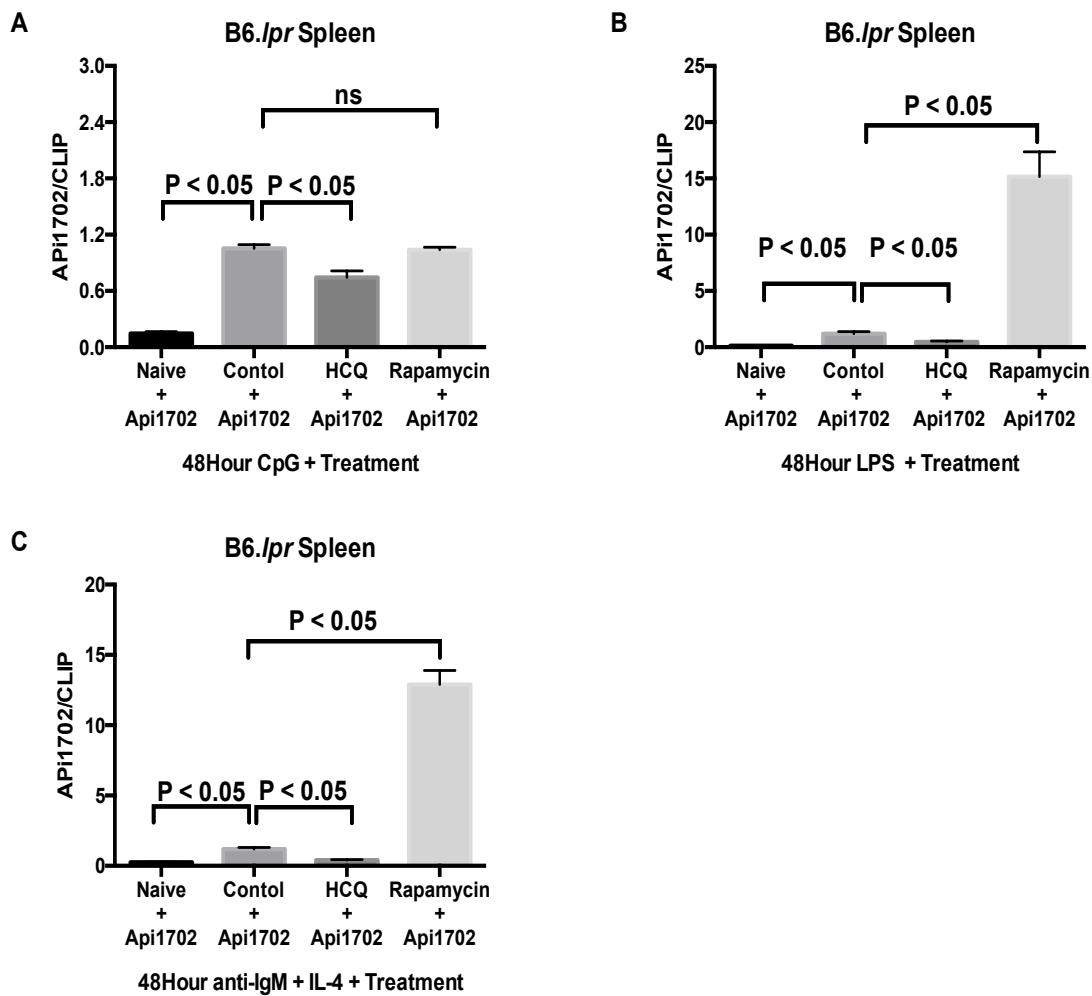 A
B6.lpr Spleen
3.0
2.4
1.8
1.2
0.6
0.0
APi1702/CLIP
ns
P < 0.05 P < 0.05
Naive Contol HCQ Rapamycin
+ + + +
Api1702 Api1702 Api1702 Api1702
48Hour CpG + Treatment
B
B6.lpr Spleen
25
20
15
10
5
0
APi1702/CLIP
P < 0.05
P < 0.05 P < 0.05
Naive Contol HCQ Rapamycin
+ + + +
Api1702 Api1702 Api1702 Api1702
48Hour LPS + Treatment
C
B6.lpr Spleen
20
15
10
5
0
APi1702/CLIP
P < 0.05
P < 0.05 P < 0.05
Naive Contol HCQ Rapamycin
+ + + +
Api1702 Api1702 Api1702 Api1702
48Hour anti-IgM + IL-4 + Treatment